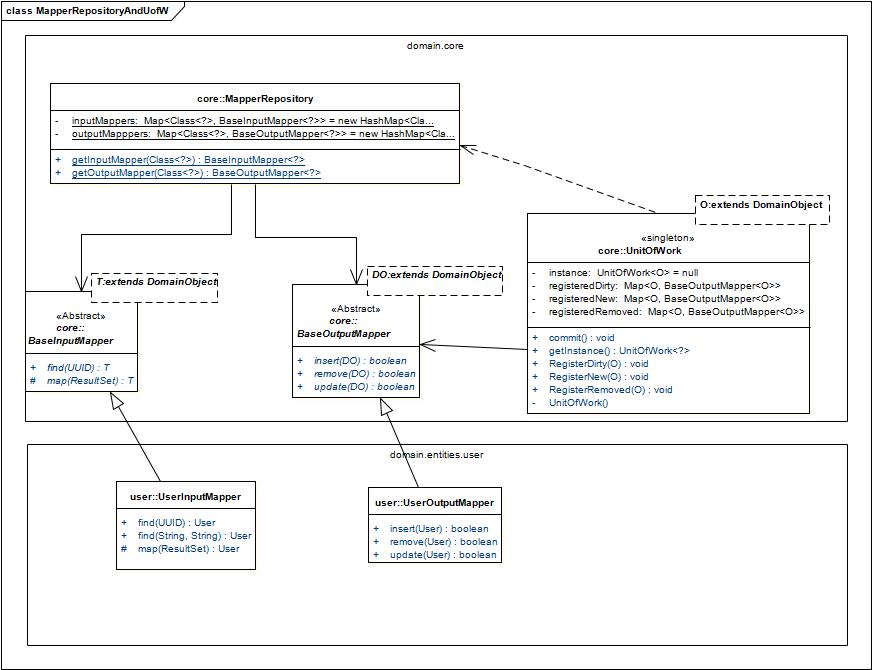 class MapperRepositoryAndUofW
domain.core
core::MapperRepository
- inputMappers: Map<Class<?>, BaseInputMapper<?>> = new HashMap<Cla...
- outputMapppers: Map<Class<?>, BaseOutputMapper<?>> = new HashMap<Cla...
+ getInputMapper(Class<?>) : BaseInputMapper<?>
+ getOutputMapper(Class<?>) : BaseOutputMapper<?>
O:extends DomainObject
«singleton»
core::UnitOfWork
- instance: UnitOfWork<O> = null
- registeredDirty: Map<O, BaseOutputMapper<O>>
- registeredNew: Map<O, BaseOutputMapper<O>>
- registeredRemoved: Map<O, BaseOutputMapper<O>>
+ commit() : void
+ getInstance() : UnitOfWork<?>
+ RegisterDirty(O) : void
+ RegisterNew(O) : void
+ RegisterRemoved(O) : void
- UnitOfWork()
T:extends DomainObject
«Abstract»
core::
BaseInputMapper
+ find(UUID) : T
# map(ResultSet) : T
DO:extends DomainObject
«Abstract»
core::
BaseOutputMapper
+ insert(DO) : boolean
+ remove(DO) : boolean
+ update(DO) : boolean
domain.entities.user
user::UserInputMapper
+ find(UUID) : User
+ find(String, String) : User
# map(ResultSet) : User
user::UserOutputMapper
+ insert(User) : boolean
+ remove(User) : boolean
+ update(User) : boolean